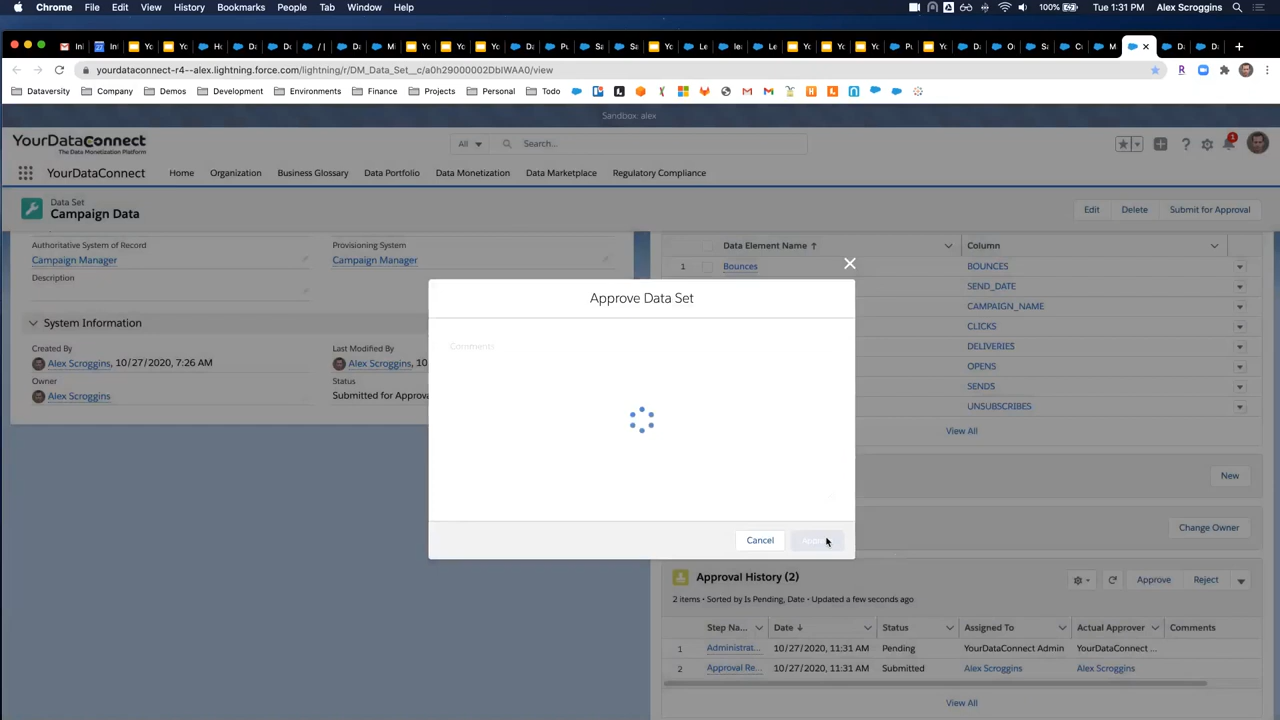 Chrome File Edit View History Bookmarks People Tab Window Help 100% Tue 1:31 PM Alex Scroggins
yourdataconnect-r4--alex.lightning.force.com/lightning/r/DM_Data_Set__c/a0h29000002DbIWAA0/view
Dataversity Company Demos Development Environments Finance Projects Personal Todo
Sandbox: alex
YourDataConnect
The Data Monetization Platform
All Search... 1
YourDataConnect Home Organization Business Glossary Data Portfolio Data Monetization Data Marketplace Regulatory Compliance
Data Set
Campaign Data
Edit Delete Submit for Approval
Authoritative System of Record Provisioning System
Campaign Manager Campaign Manager
Description
System Information
Created By Last Modified By
Alex Scroggins, 10/27/2020, 7:26 AM Alex Scroggins, 10
Owner Status
Alex Scroggins Submitted for Approva
Data Element Name Column
1 Bounces BOUNCES
SEND_DATE
CAMPAIGN_NAME
CLICKS
DELIVERIES
OPENS
SENDS
UNSUBSCRIBES
View All
Approve Data Set
Comments
Cancel
New
Change Owner
Approval History (2) Approve Reject
2 items • Sorted by Is Pending, Date • Updated a few seconds ago
Step Na... Date Status Assigned To Actual Approver Comments
1 Administrat... 10/27/2020, 11:31 AM Pending YourDataConnect Admin YourDataConnect ...
2 Approval Re... 10/27/2020, 11:31 AM Submitted Alex Scroggins Alex Scroggins
View All